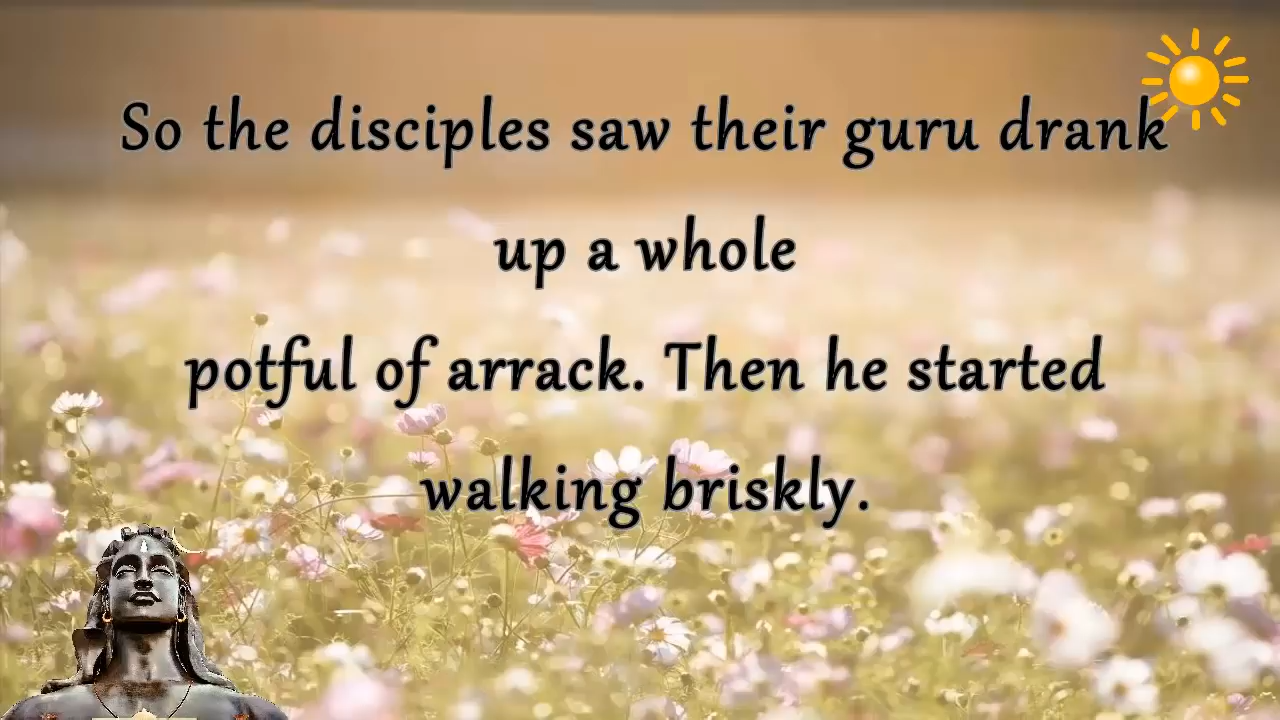 So the disciples saw their guru drank
up a whole
potful of arrack. Then he started
walking briskly.